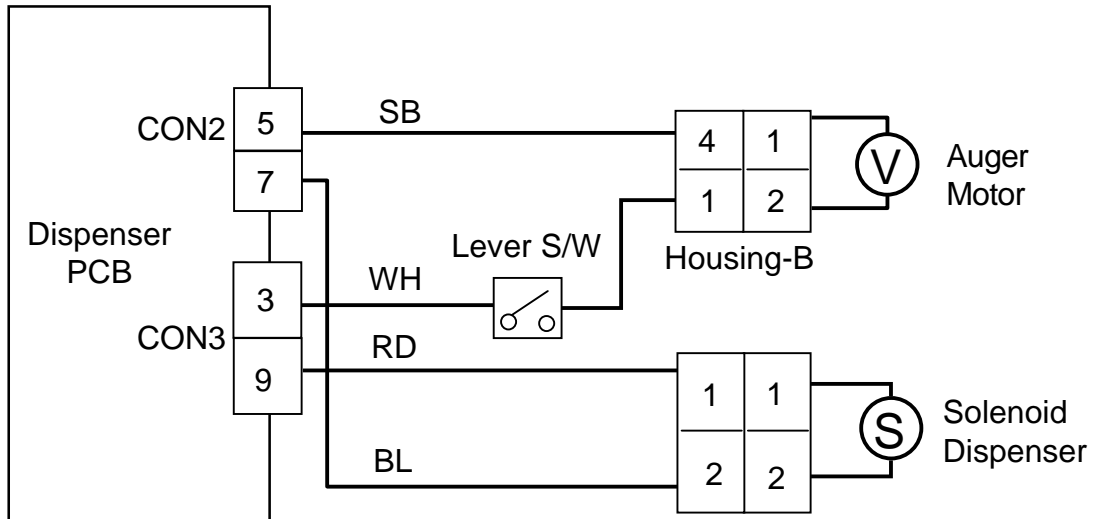 SB
CON2
5
7
4
1
1
2
V
Auger
Motor
Housing-B
Dispenser
PCB
Lever S/W
WH
3
CON3
9
RD
BL
1
1
2
2
S
Solenoid
Dispenser